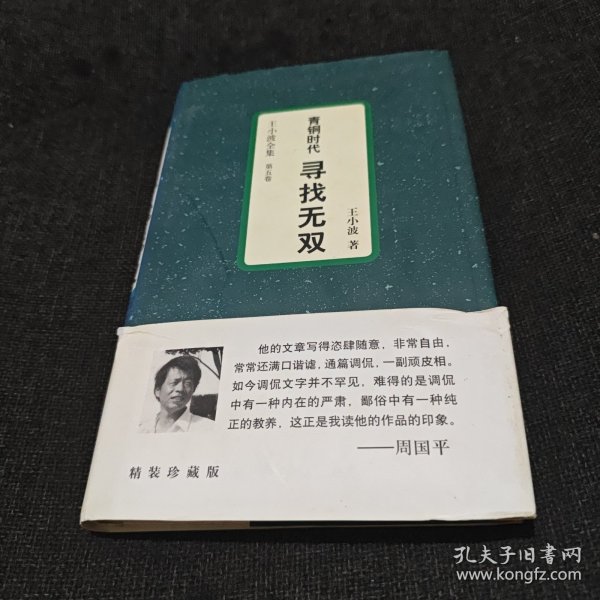 王小波全集 第五卷
青铜时代
寻找无双
王小波 著
他的文章写得恣肆随意，非常自由，
常常还满口谐谑，通篇调侃，一副顽皮相。
如今调侃文字并不罕见，难得的是调侃
中有一种内在的严肃，鄙俗中有一种纯
正的教养，这正是我读他的作品的印象。
——周国平
精装珍藏版
孔夫子旧书网
www.kongfz.com